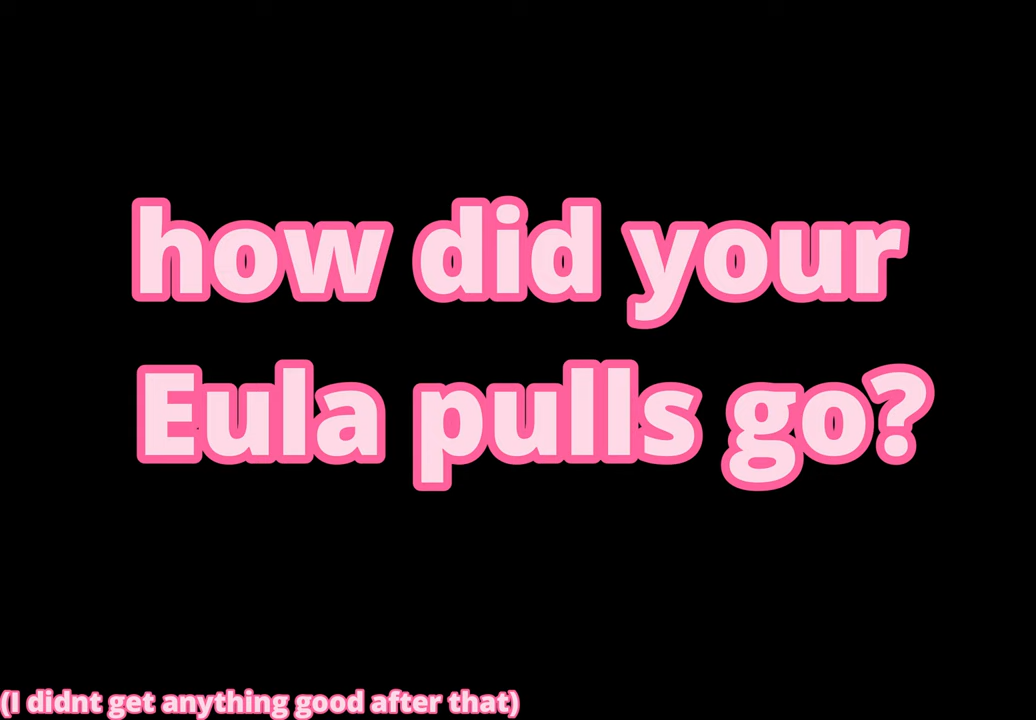 how did your
Eula pulls go?
(I didnt get anything good after that)